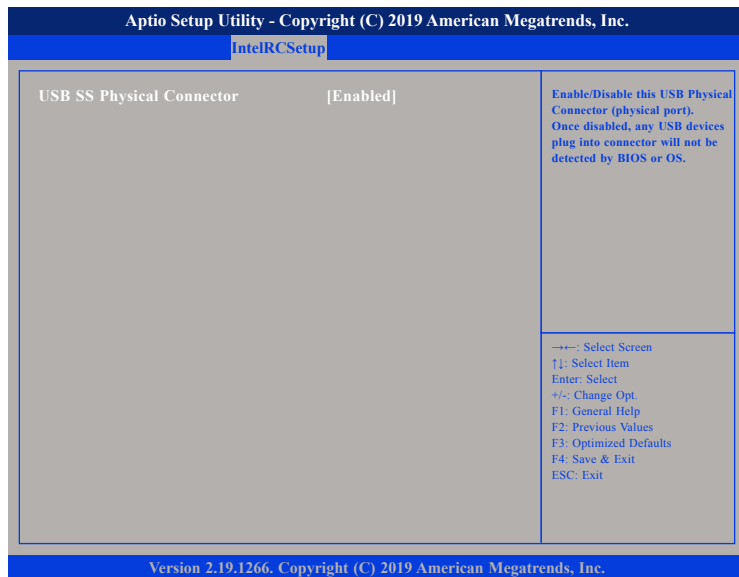 Aptio Setup Utility - Copyright (C) 2019 American Megatrends, Inc.
IntelRCSetup
USB SS Physical Connector [Enabled]
Enable/Disable this USB Physical
Connector (physical port).
Once disabled, any USB devices
plug into connector will not be
detected by BIOS or OS.
→←: Select Screen
↑↓: Select Item
Enter: Select
+/-: Change Opt.
F1: General Help
F2: Previous Values
F3: Optimized Defaults
F4: Save & Exit
ESC: Exit
Version 2.19.1266. Copyright (C) 2019 American Megatrends, Inc.